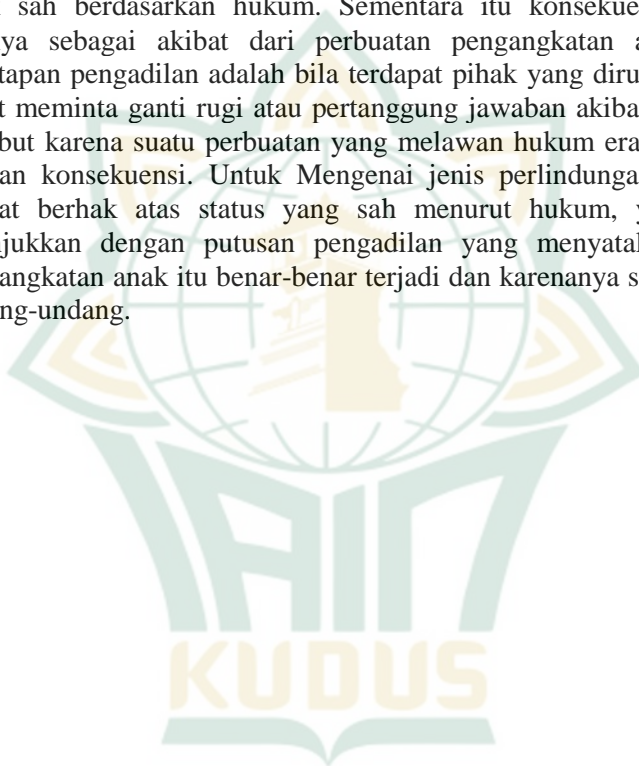 sah berdasarkan hukum. Sementara itu konsekue
ya sebagai akibat dari perbuatan pengangkatan a
tapan pengadilan adalah bila terdapat pihak yang diru
t meminta ganti rugi atau pertanggung jawaban akiba
but karena suatu perbuatan yang melawan hukum era
an konsekuensi. Untuk Mengenai jenis perlindunga
at berhak atas status yang sah menurut hukum, y
jukkan dengan putusan pengadilan yang menyatal
angkatan anak itu benar-benar terjadi dan karenanya s
ng-undang.
IAIN
KUDUS